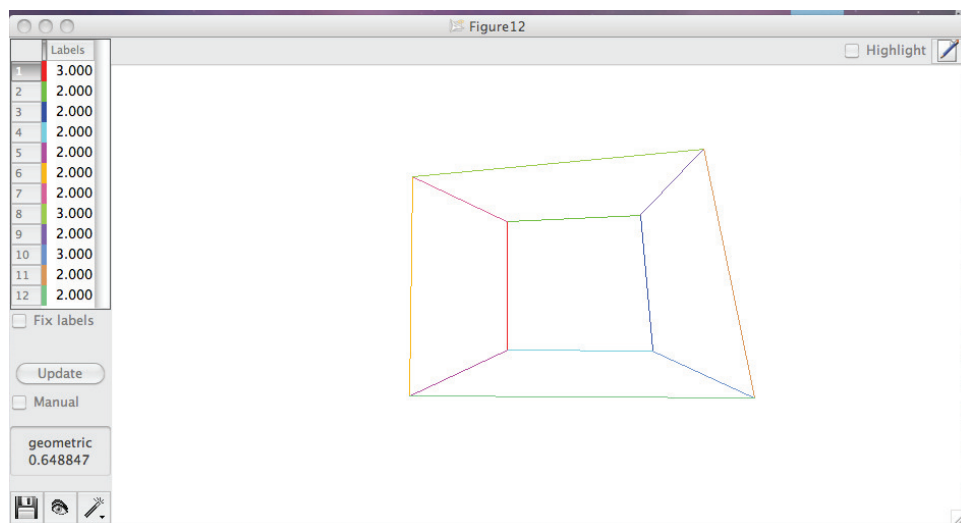 Figure12
Labels
Highlight
1 3.000
2 2.000
3 2.000
4 2.000
5 2.000
6 2.000
7 2.000
8 3.000
9 2.000
10 3.000
11 2.000
12 2.000
Fix labels
Update
Manual
geometric
0.648847